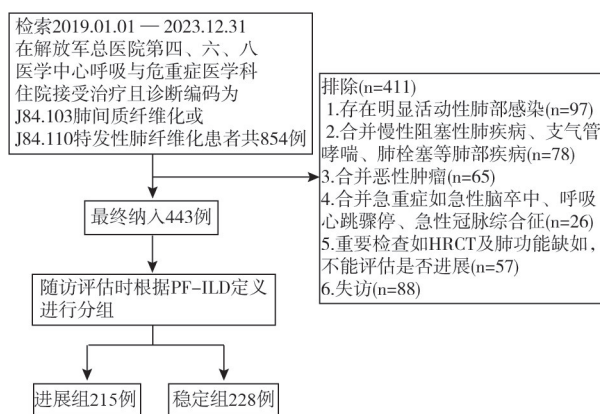 检索2019.01.01 — 2023.12.31
在解放军总医院第四、六、八
医学中心呼吸与危重症医学科
住院接受治疗且诊断编码为
J84.103肺间质纤维化或
J84.110特发性肺纤维化患者共854例
排除(n=411)
1.存在明显活动性肺部感染(n=97)
2.合并慢性阻塞性肺疾病、支气管
哮喘、肺栓塞等肺部疾病(n=78)
3.合并恶性肿瘤(n=65)
4.合并急重症如急性脑卒中、呼吸
心跳骤停、急性冠脉综合征(n=26)
5.重要检查如HRCT及肺功能缺如,
不能评估是否进展(n=57)
6.失访(n=88)
最终纳入443例
随访评估时根据PF-ILD定义
进行分组
进展组215例
稳定组228例